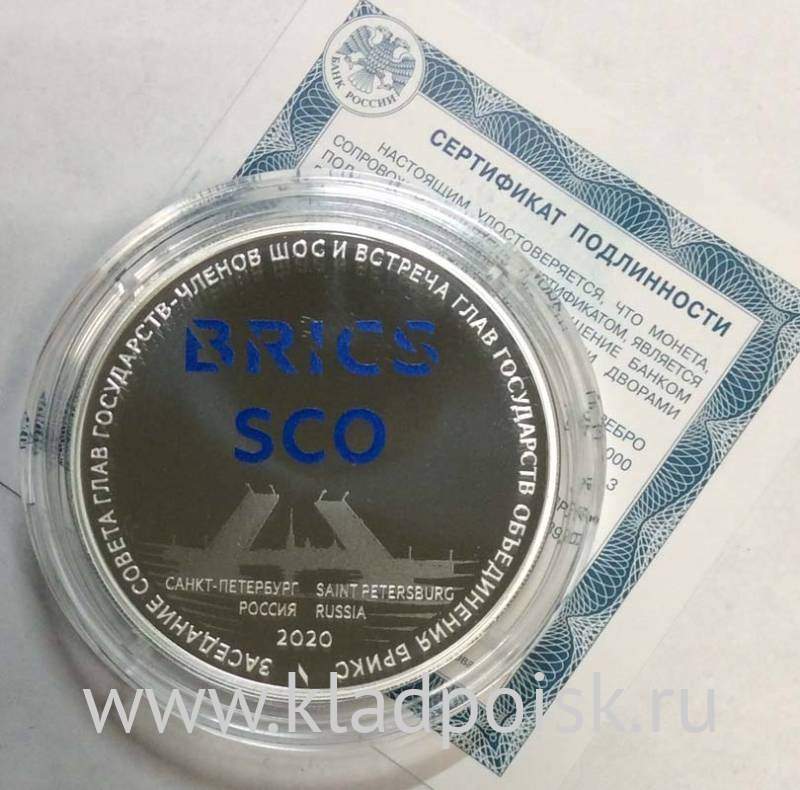 БАНК РОССИИ
СЕРТИФИКАТ ПОДЛИННОСТИ
НАСТОЯЩИМ УДОСТОВЕРЯЕТСЯ, ЧТО МОНЕТА,
ЯВЛЯЕТСЯ
БАНКОМ
ДВОРАМИ
ЗАСЕДАНИЕ СОВЕТА ГЛАВ ГОСУДАРСТВ-ЧЛЕНОВ ШОС И ВСТРЕЧА ГЛАВ ГОСУДАРСТВ ОБЪЕДИНЕНИЯ БРИКС
BRICS
SCO
САНКТ-ПЕТЕРБУРГ SAINT PETERSBURG
РОССИЯ RUSSIA
2020
www.kladpoisk.ru